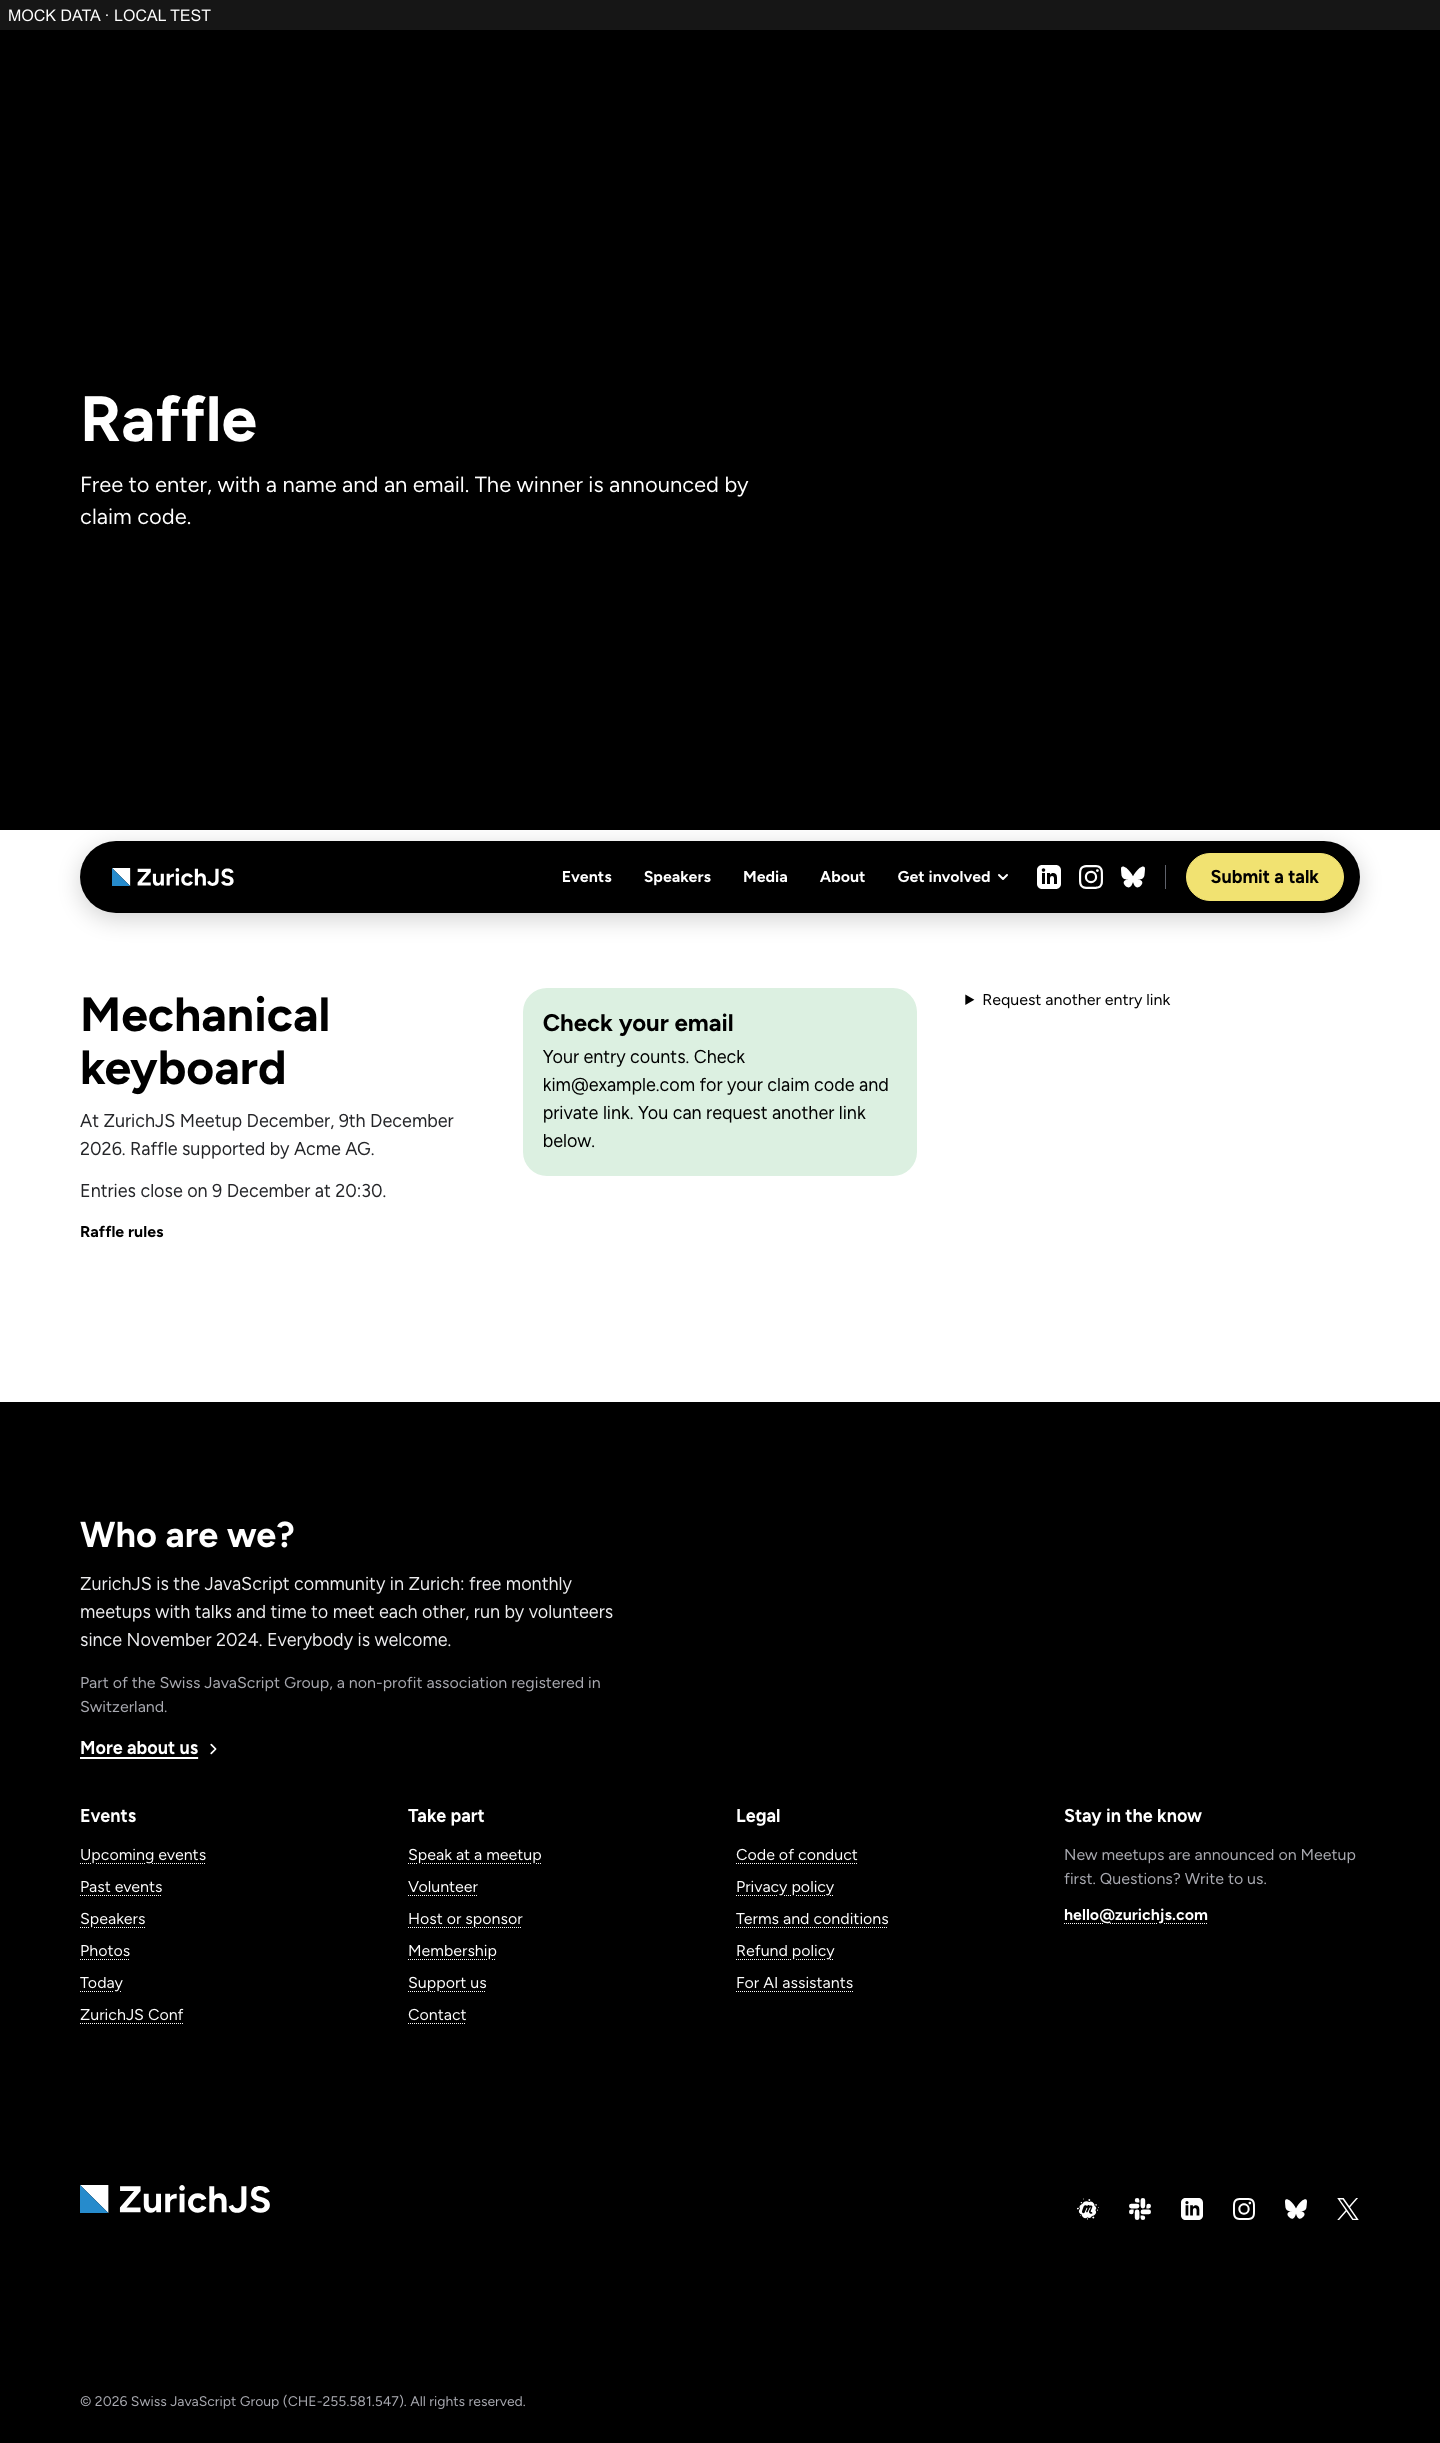 MOCK DATA · LOCAL TEST
Raffle
Free to enter, with a name and an email. The winner is announced by
claim code.
ZurichJS
Events
Speakers
Media
About
Get involved
Submit a talk
Mechanical
keyboard
At ZurichJS Meetup December, 9th December
2026. Raffle supported by Acme AG.
Entries close on 9 December at 20:30.
Raffle rules
Check your email
Your entry counts. Check
kim@example.com for your claim code and
private link. You can request another link
below.
Request another entry link
Who are we?
ZurichJS is the JavaScript community in Zurich: free monthly
meetups with talks and time to meet each other, run by volunteers
since November 2024. Everybody is welcome.
Part of the Swiss JavaScript Group, a non-profit association registered in
Switzerland.
More about us
Events
Upcoming events
Past events
Speakers
Photos
Today
ZurichJS Conf
Take part
Speak at a meetup
Volunteer
Host or sponsor
Membership
Support us
Contact
Legal
Code of conduct
Privacy policy
Terms and conditions
Refund policy
For AI assistants
Stay in the know
New meetups are announced on Meetup
first. Questions? Write to us.
hello@zurichjs.com
ZurichJS
© 2026 Swiss JavaScript Group (CHE-255.581.547). All rights reserved.